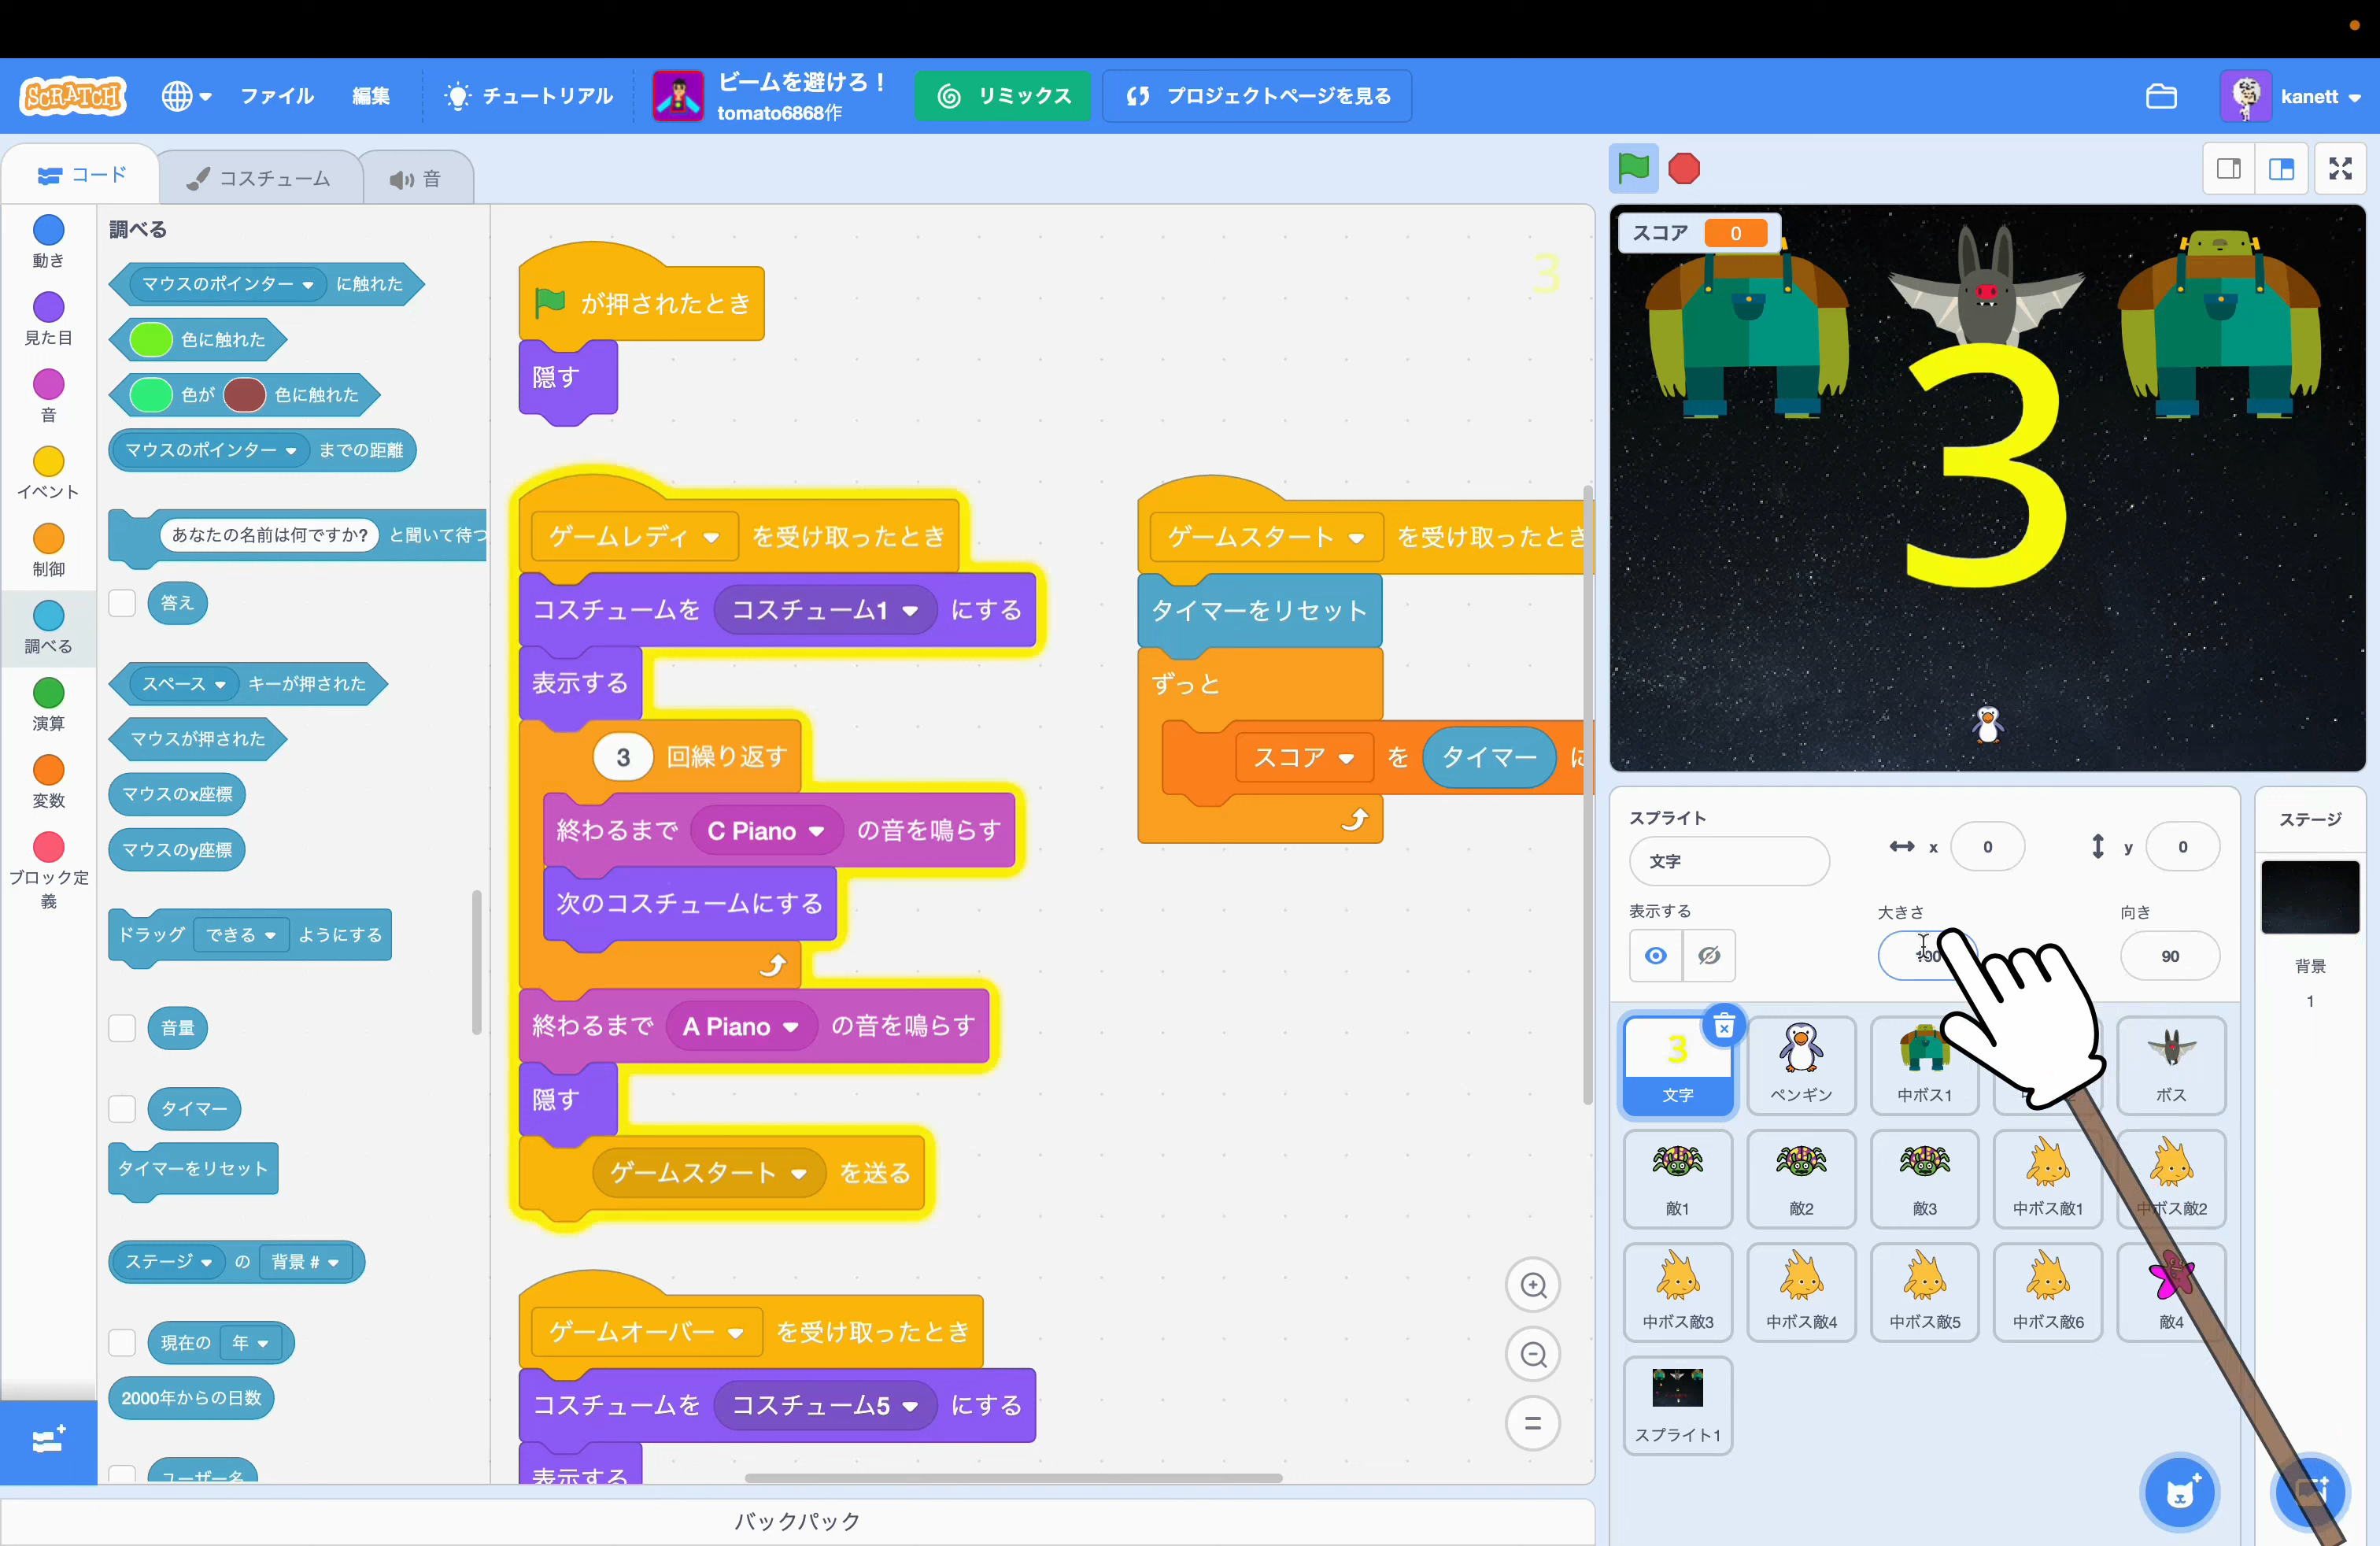 SCRATCH
ファイル
編集
チュートリアル
ビームを避けろ！
tomato6868作
リミックス
プロジェクトページを見る
kanett
コード
コスチューム
音
動き
見た目
音
イベント
制御
調べる
演算
変数
ブロック定
義
調べる
マウスのポインター に触れた
色に触れた
色が 色に触れた
マウスのポインター までの距離
あなたの名前は何ですか? と聞いて待つ
答え
スペース キーが押された
マウスが押された
マウスのx座標
マウスのy座標
ドラッグ できる ようにする
音量
タイマー
タイマーをリセット
ステージ の 背景 #
現在の 年
2000年からの日数
ユーザー名
が押されたとき
隠す
3
ゲームレディ を受け取ったとき
コスチュームを コスチューム1 にする
表示する
3 回繰り返す
終わるまで C Piano の音を鳴らす
次のコスチュームにする
終わるまで A Piano の音を鳴らす
隠す
ゲームスタート を送る
ゲームオーバー を受け取ったとき
コスチュームを コスチューム5 にする
表示する
ゲームスタート を受け取ったとき
タイマーをリセット
ずっと
スコア を タイマー に
バックパック
スコア 0
3
スプライト
文字
x 0
y 0
表示する
大きさ
向き
90
3
文字
ペンギン
中ボス1
ボス
敵1
敵2
敵3
中ボス敵1
中ボス敵2
中ボス敵3
中ボス敵4
中ボス敵5
中ボス敵6
敵4
スプライト1
ステージ
背景
1